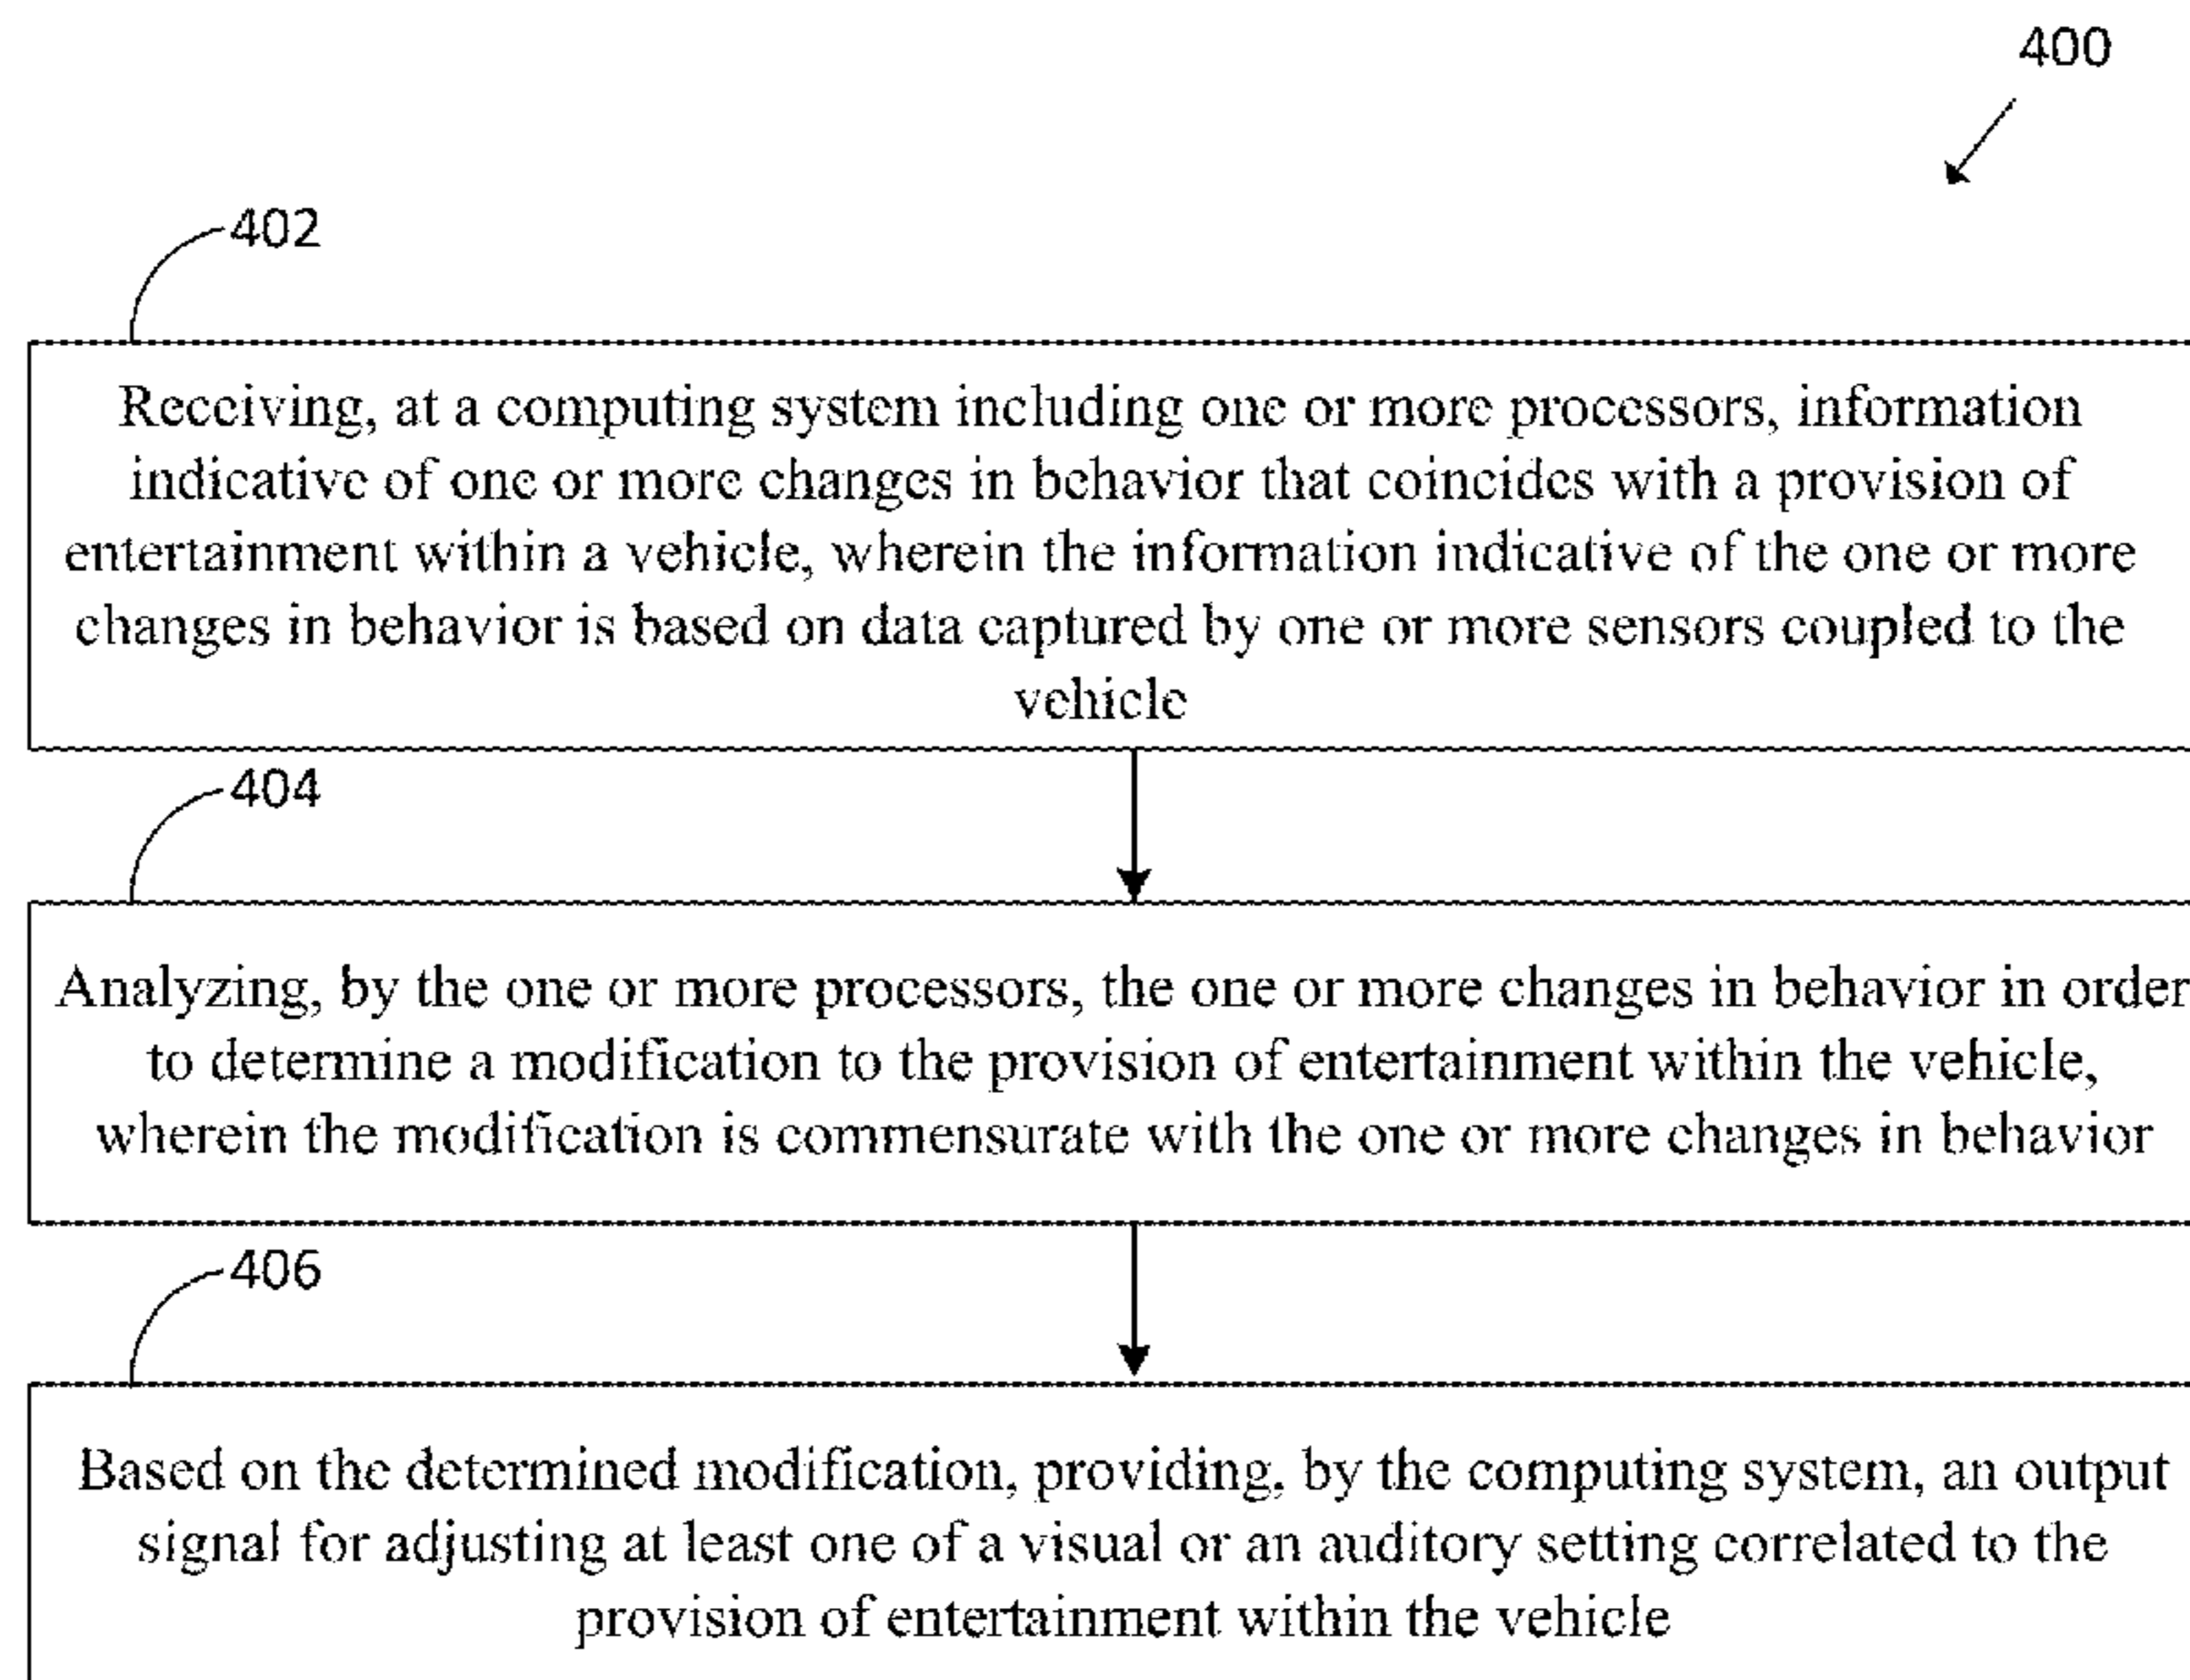 400
402
Receiving, at a computing system including one or more processors, information
indicative of one or more changes in behavior that coincides with a provision of
entertainment within a vehicle, wherein the information indicative of the one or more
changes in behavior is based on data captured by one or more sensors coupled to the
vehicle
404
Analyzing, by the one or more processors, the one or more changes in behavior in order
to determine a modification to the provision of entertainment within the vehicle,
wherein the modification is commensurate with the one or more changes in behavior
406
Based on the determined modification, providing, by the computing system, an output
signal for adjusting at least one of a visual or an auditory setting correlated to the
provision of entertainment within the vehicle